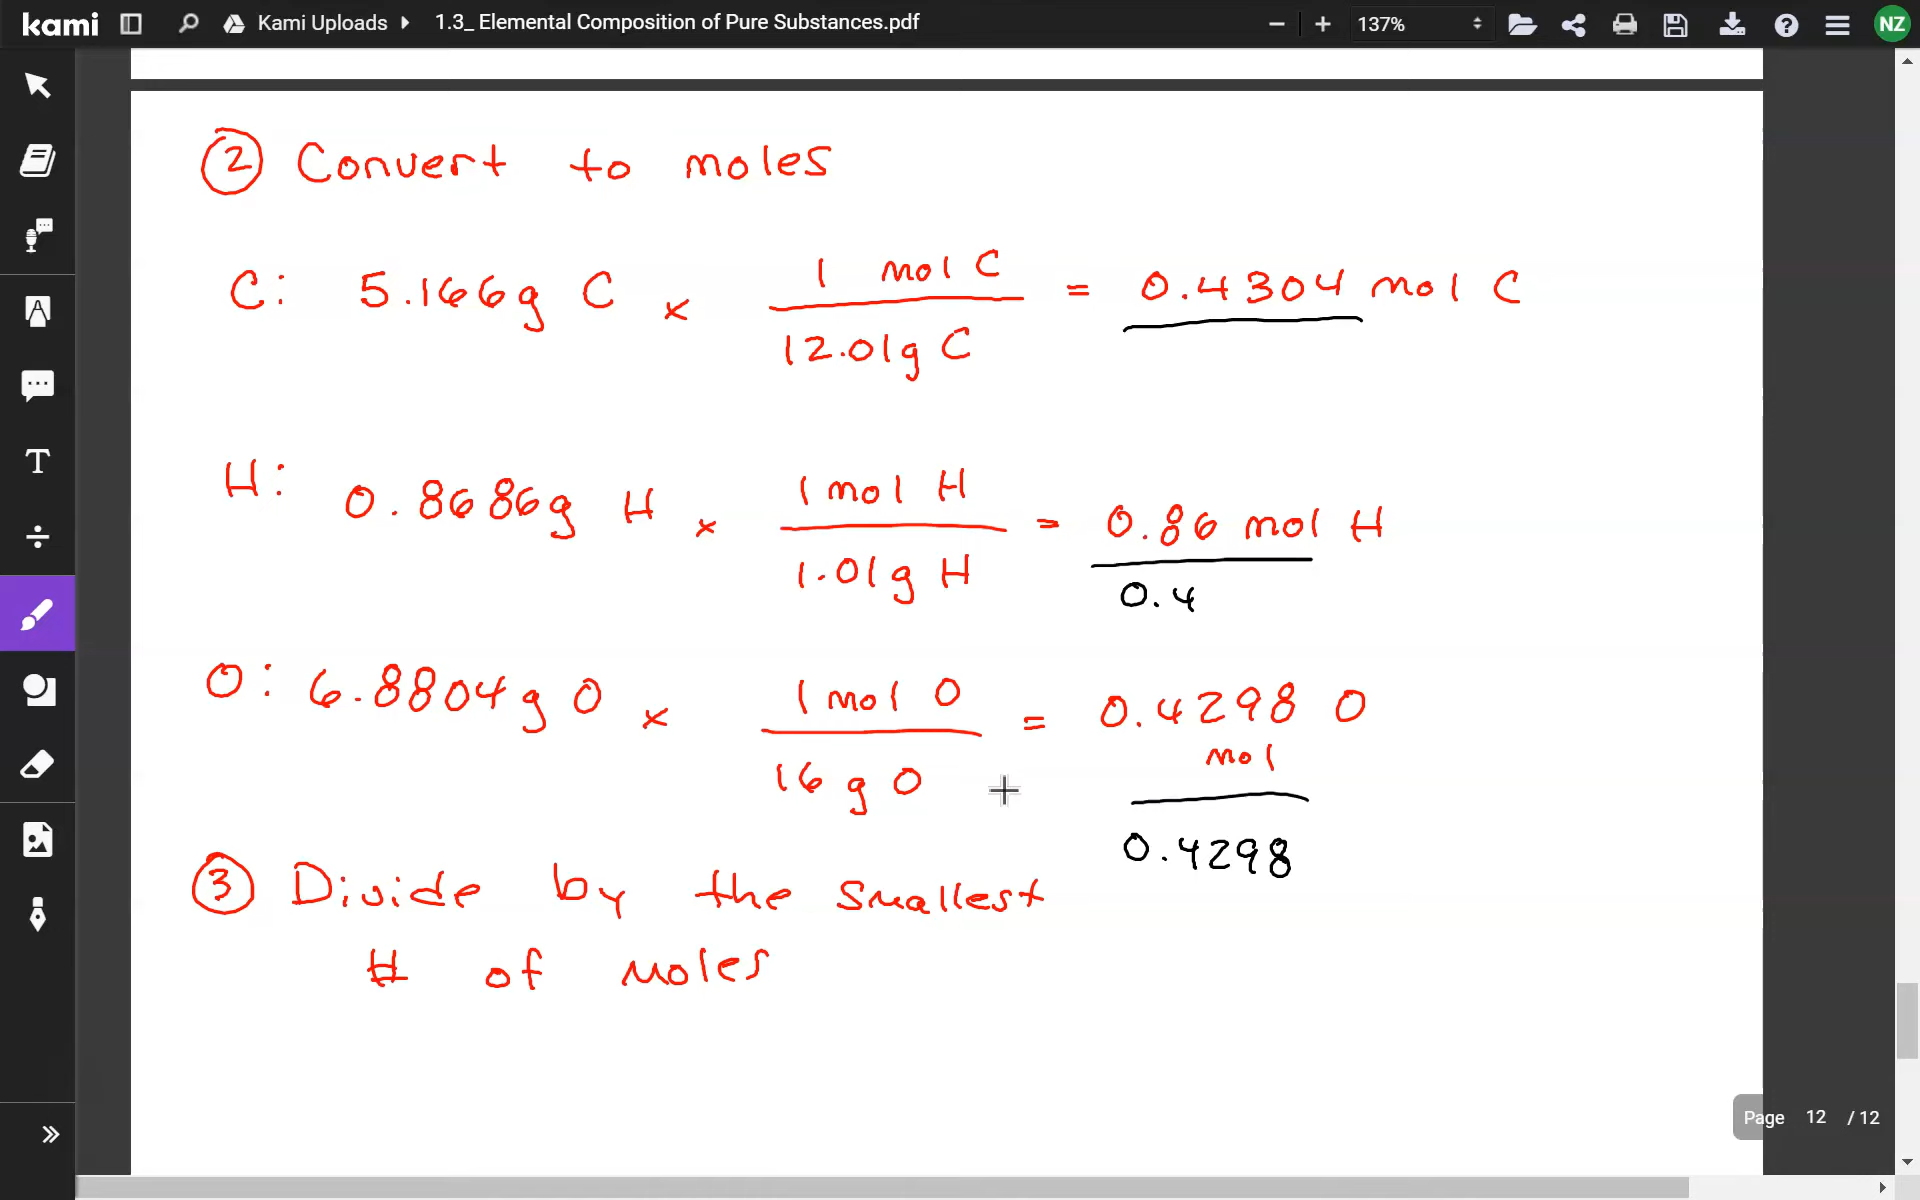 kami Kami Uploads 1.3_ Elemental Composition of Pure Substances.pdf 137% NZ
② Convert to moles
C: 5.166g C x 1 mol C / 12.01g C = 0.4304 mol C
H: 0.8686g H x 1 mol H / 1.01g H = 0.86 mol H
0.4
O: 6.8804g O x 1 mol O / 16 g O = 0.4298 O
mol
0.4298
③ Divide by the smallest
# of moles
Page 12 / 12